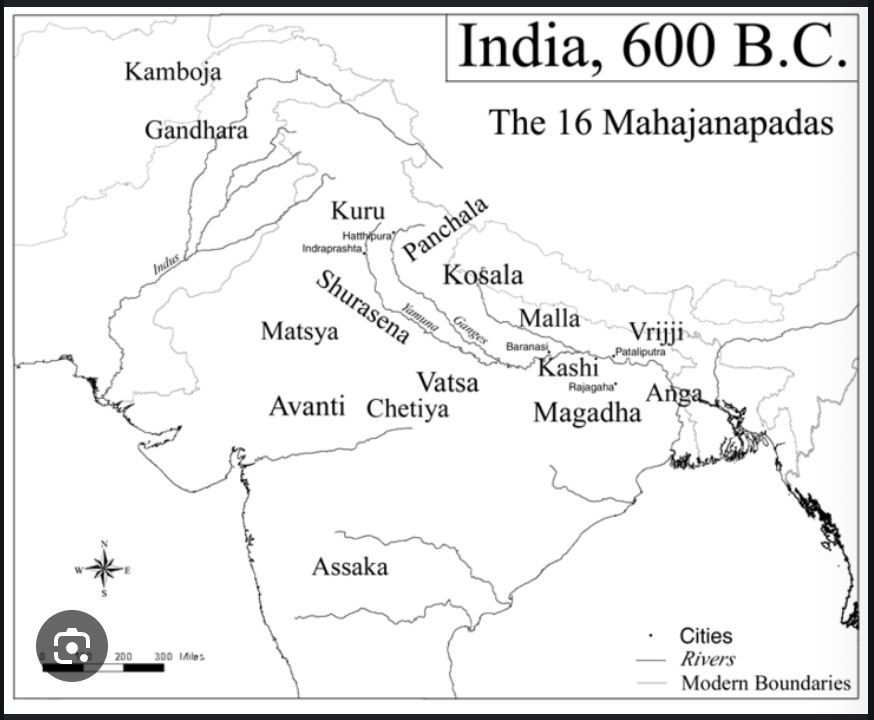 India, 600 B.C.
The 16 Mahajanapadas
Kamboja
Gandhara
Indus
Kuru
Hatthipura
Indraprashta
Panchala
Shurasena
Yamuna
Ganges
Kosala
Matsya
Malla
Vrijji
Baranasi
Pataliputra
Kashi
Rajagaha
Vatsa
Anga
Avanti
Chetiya
Magadha
Assaka
N
W E
S
0 200 300 Miles
Cities
Rivers
Modern Boundaries